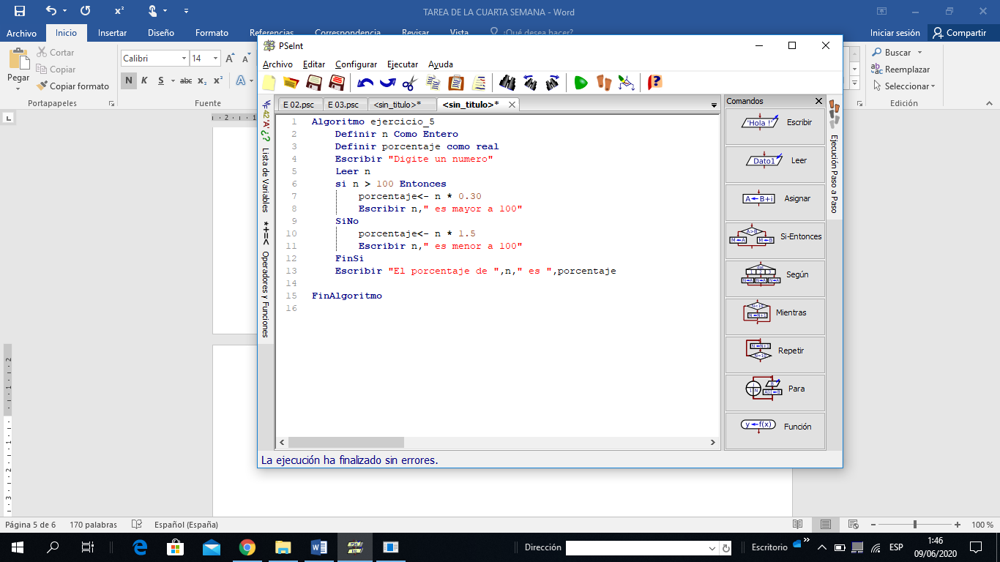 TAREA DE LA CUARTA SEMANA - Word
Archivo Inicio Insertar Diseño Formato Referencias Correspondencia Revisar Vista ¿Qué desea hacer? Iniciar sesión Compartir
Pegar
Cortar
Copiar
Copiar formato
Portapapeles
Calibri 14
N K S abc x₂ x²
Fuente
Buscar
Reemplazar
Seleccionar
Edición
PSeInt
Archivo Editar Configurar Ejecutar Ayuda
E 02.psc E 03.psc <sin_titulo>* <sin_titulo>*
Lista de Variables
Operadores y Funciones
1 Algoritmo ejercicio_5
2 Definir n Como Entero
3 Definir porcentaje como real
4 Escribir "Digite un numero"
5 Leer n
6 si n > 100 Entonces
7 porcentaje<- n * 0.30
8 Escribir n," es mayor a 100"
9 SiNo
10 porcentaje<- n * 1.5
11 Escribir n," es menor a 100"
12 FinSi
13 Escribir "El porcentaje de ",n," es ",porcentaje
14
15 FinAlgoritmo
16
Comandos
'Hola !' Escribir
Dato1 Leer
A←B+i Asignar
Si-Entonces
Según
Mientras
Repetir
Para
y←f(x) Función
Ejecución Paso a Paso
La ejecución ha finalizado sin errores.
Página 5 de 6 170 palabras Español (España) 100 %
Dirección Escritorio ESP 1:46
09/06/2020